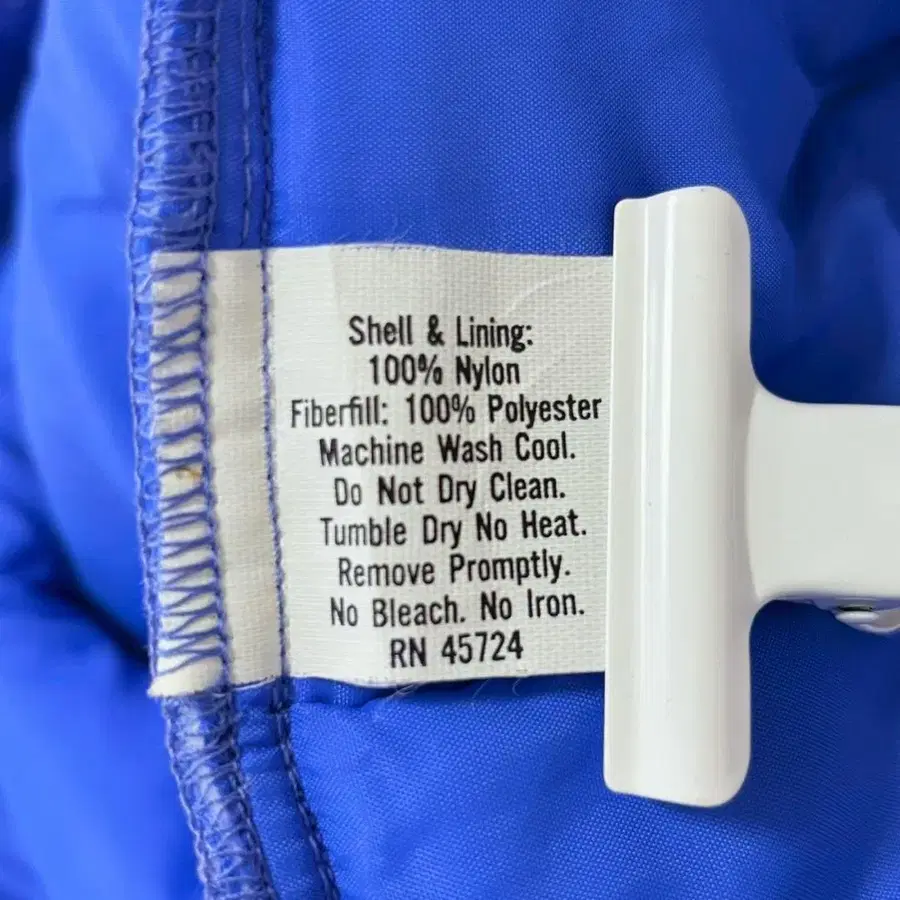 Shell & Lining:
100% Nylon
Fiberfill: 100% Polyester
Machine Wash Cool.
Do Not Dry Clean.
Tumble Dry No Heat.
Remove Promptly.
No Bleach. No Iron.
RN 45724